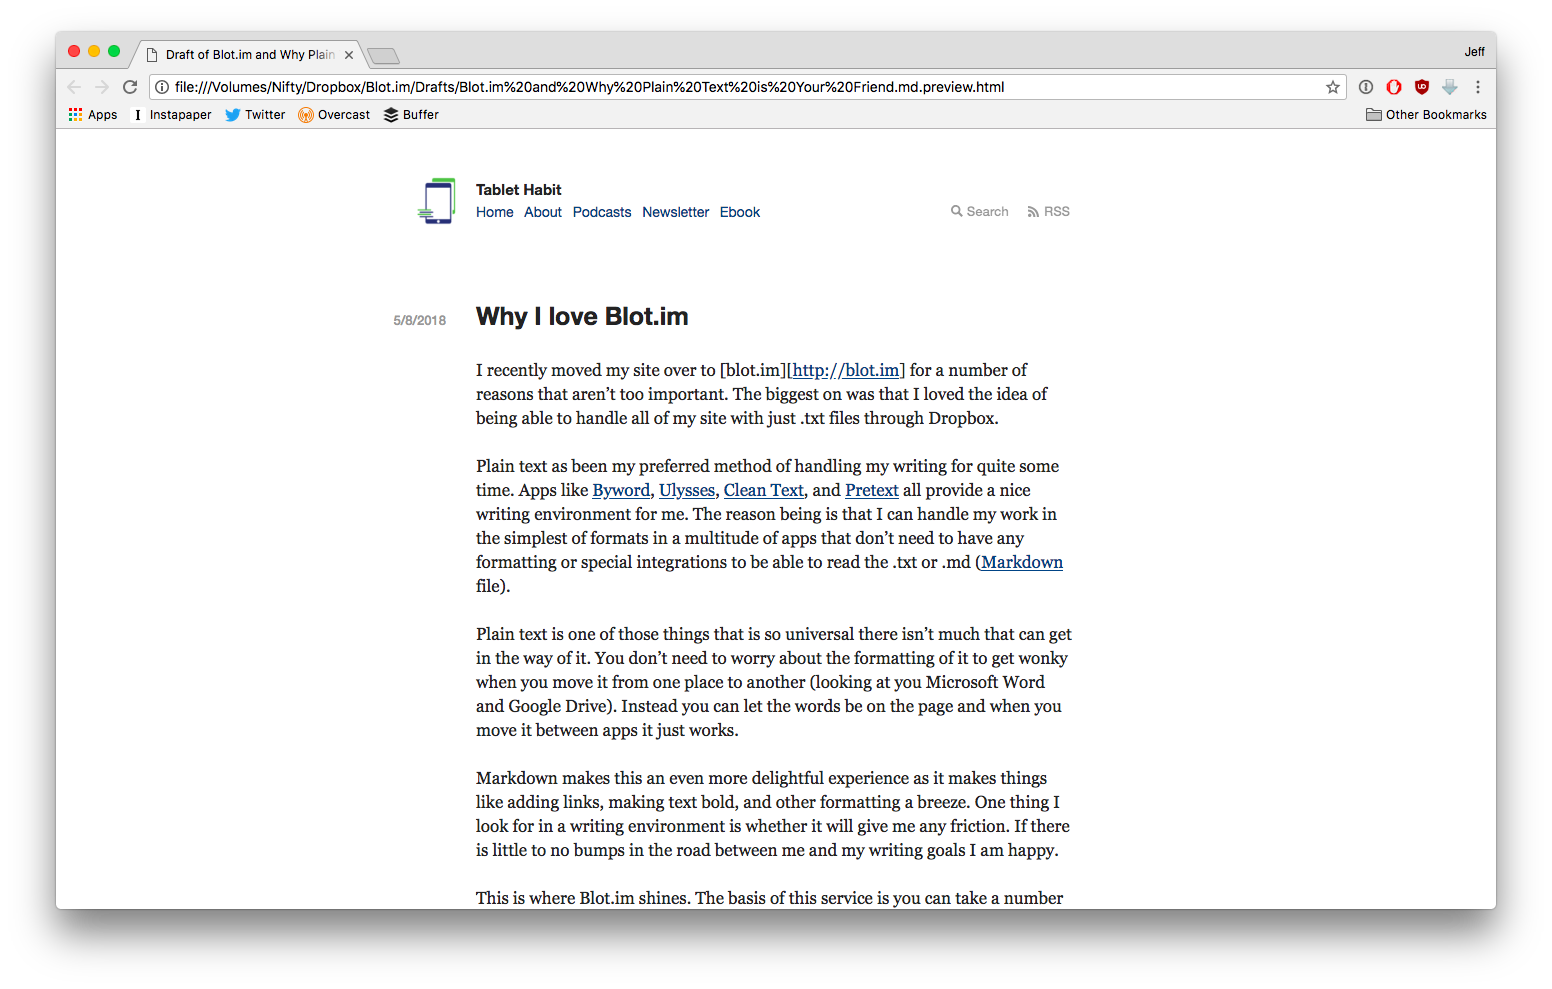 Draft of Blot.im and Why Plain
Jeff
file:///Volumes/Nifty/Dropbox/Blot.im/Drafts/Blot.im%20and%20Why%20Plain%20Text%20is%20Your%20Friend.md.preview.html
Apps Instapaper Twitter Overcast Buffer Other Bookmarks
Tablet Habit
Home About Podcasts Newsletter Ebook Search RSS
5/8/2018 Why I love Blot.im
I recently moved my site over to [blot.im][http://blot.im] for a number of
reasons that aren’t too important. The biggest on was that I loved the idea of
being able to handle all of my site with just .txt files through Dropbox.
Plain text as been my preferred method of handling my writing for quite some
time. Apps like Byword, Ulysses, Clean Text, and Pretext all provide a nice
writing environment for me. The reason being is that I can handle my work in
the simplest of formats in a multitude of apps that don’t need to have any
formatting or special integrations to be able to read the .txt or .md (Markdown
file).
Plain text is one of those things that is so universal there isn’t much that can get
in the way of it. You don’t need to worry about the formatting of it to get wonky
when you move it from one place to another (looking at you Microsoft Word
and Google Drive). Instead you can let the words be on the page and when you
move it between apps it just works.
Markdown makes this an even more delightful experience as it makes things
like adding links, making text bold, and other formatting a breeze. One thing I
look for in a writing environment is whether it will give me any friction. If there
is little to no bumps in the road between me and my writing goals I am happy.
This is where Blot.im shines. The basis of this service is you can take a number